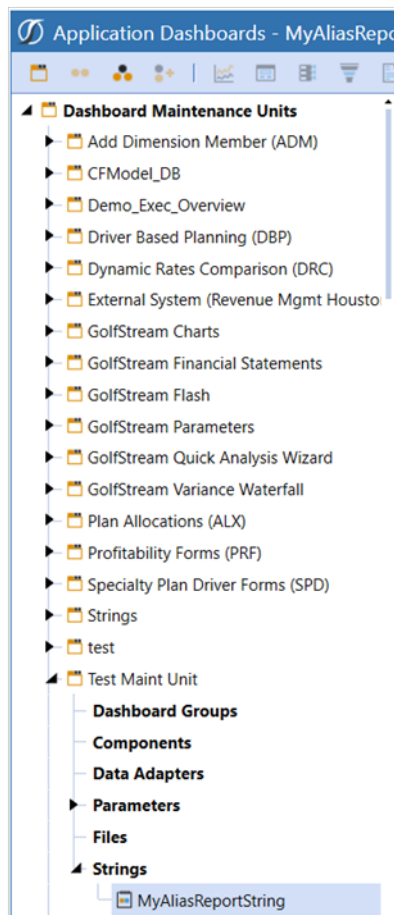 Application Dashboards - MyAliasRepo
Dashboard Maintenance Units
Add Dimension Member (ADM)
CFModel_DB
Demo_Exec_Overview
Driver Based Planning (DBP)
Dynamic Rates Comparison (DRC)
External System (Revenue Mgmt Housto
GolfStream Charts
GolfStream Financial Statements
GolfStream Flash
GolfStream Parameters
GolfStream Quick Analysis Wizard
GolfStream Variance Waterfall
Plan Allocations (ALX)
Profitability Forms (PRF)
Specialty Plan Driver Forms (SPD)
Strings
test
Test Maint Unit
Dashboard Groups
Components
Data Adapters
Parameters
Files
Strings
MyAliasReportString